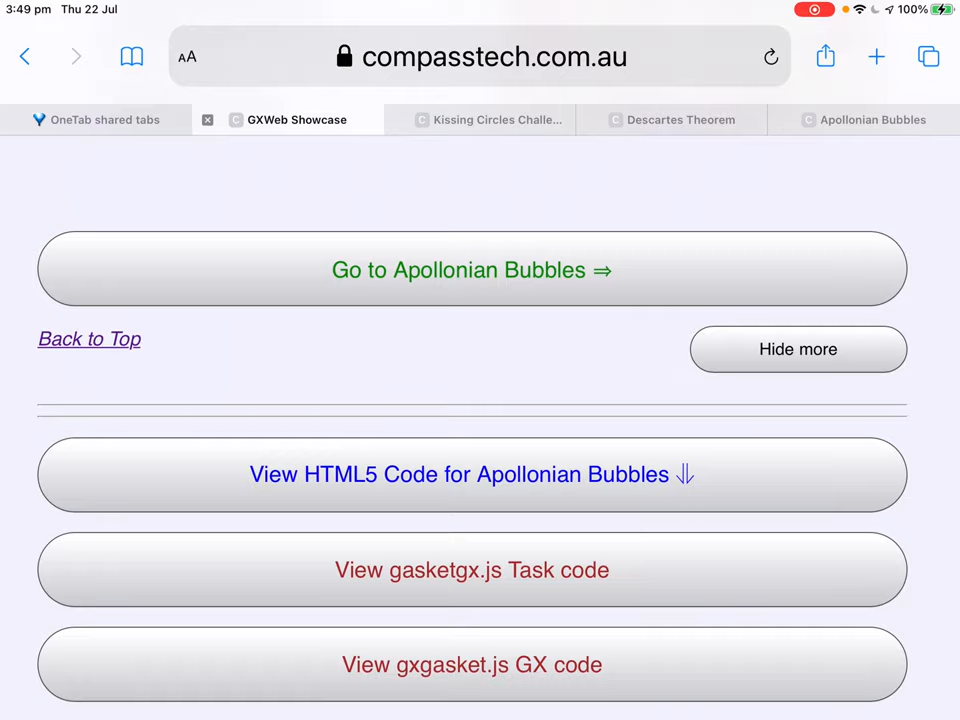 3:49 pm Thu 22 Jul 100%
AA compasstech.com.au
OneTab shared tabs
GXWeb Showcase
Kissing Circles Challe...
Descartes Theorem
Apollonian Bubbles
Go to Apollonian Bubbles ⇒
Back to Top
Hide more
View HTML5 Code for Apollonian Bubbles ⇓
View gasketgx.js Task code
View gxgasket.js GX code